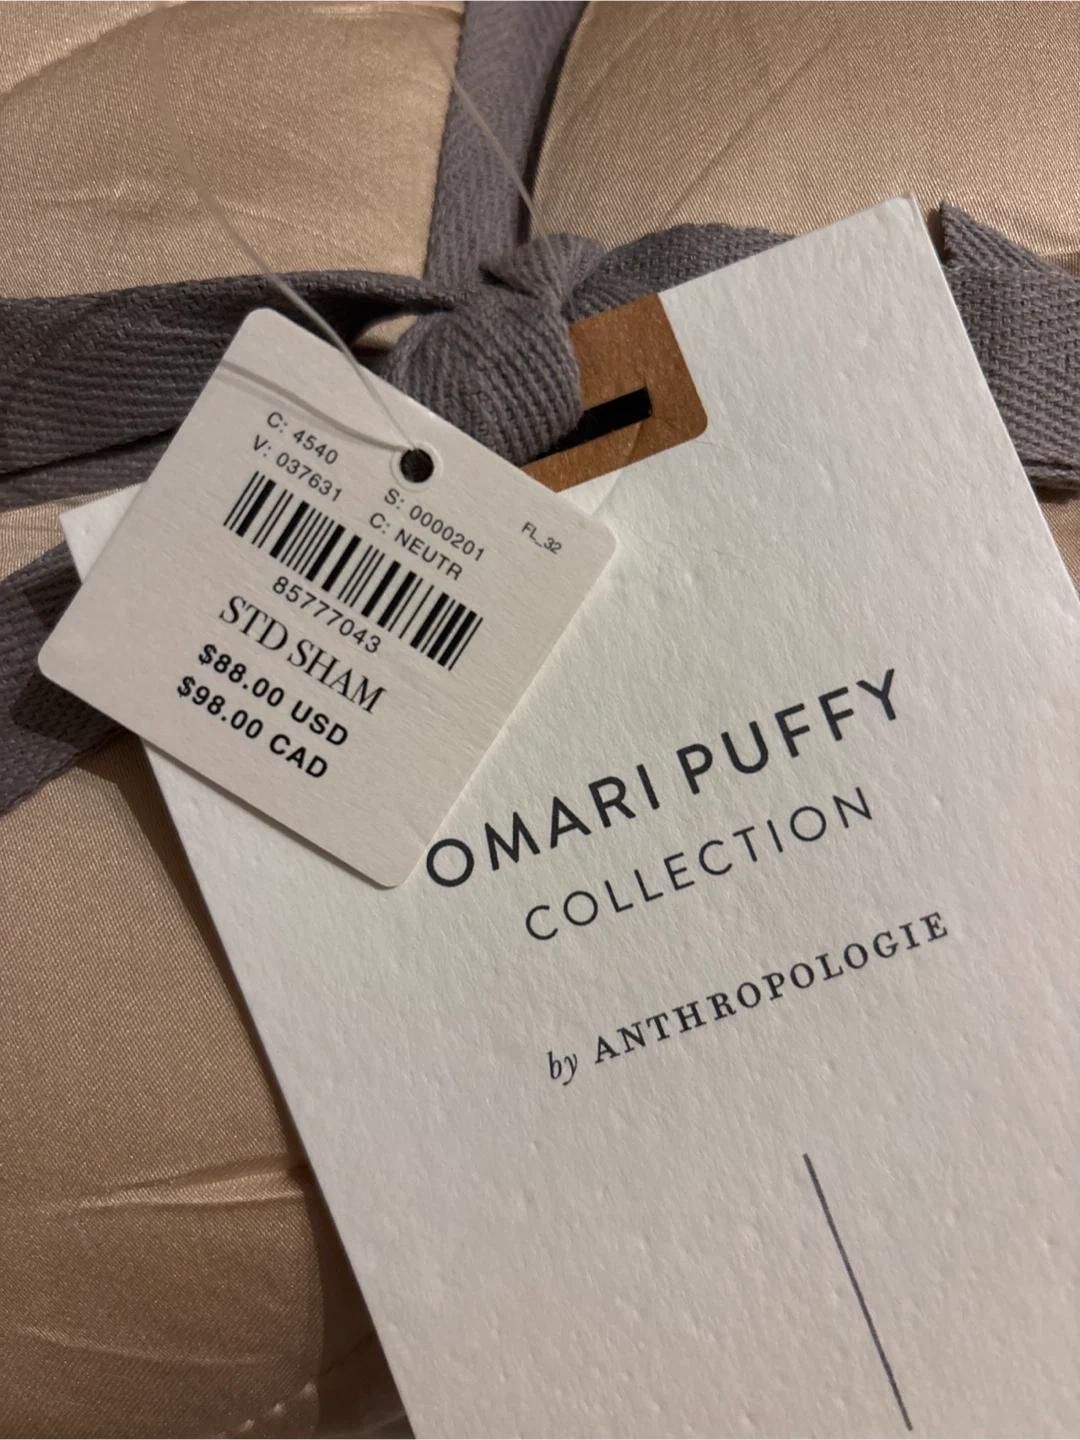 C: 4540
V: 037631
S: 0000201
C: NEUTR
FL_32
85777043
STD SHAM
$88.00 USD
$98.00 CAD
OMARI PUFFY
COLLECTION
by ANTHROPOLOGIE